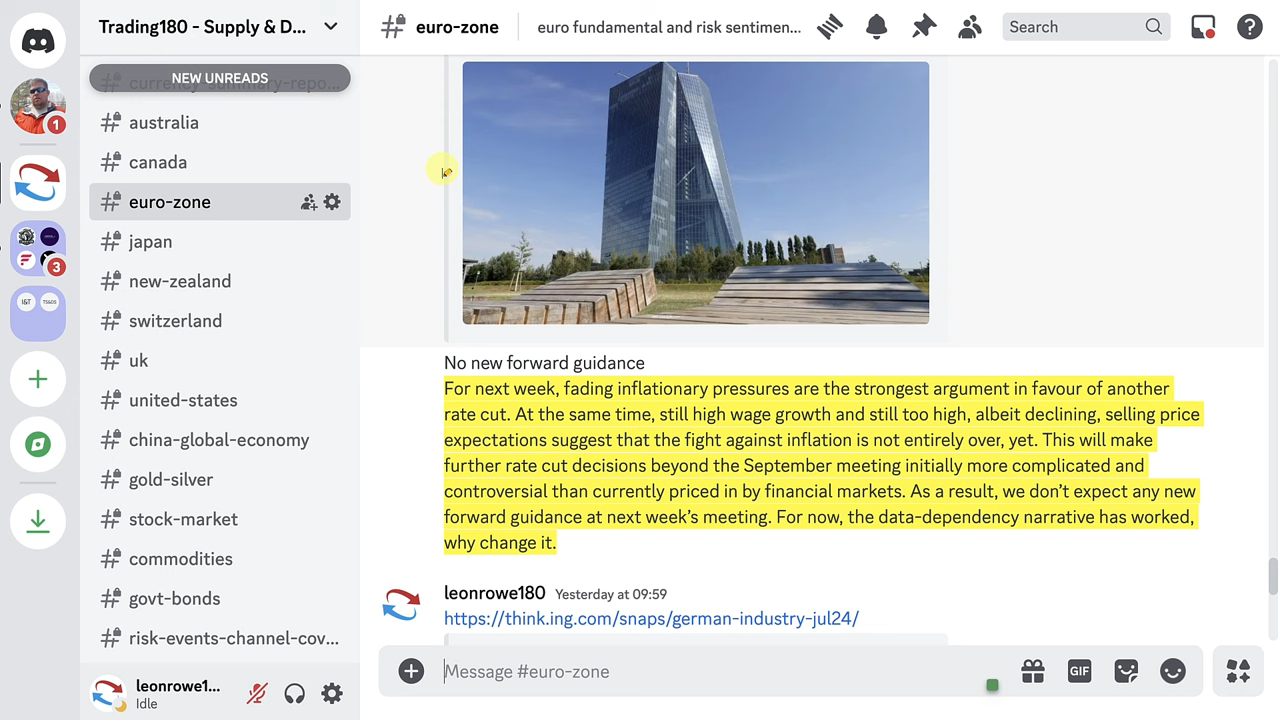 Trading180 - Supply & D...
NEW UNREADS
currency-summary-repo...
australia
canada
euro-zone
japan
new-zealand
switzerland
uk
united-states
china-global-economy
gold-silver
stock-market
commodities
govt-bonds
risk-events-channel-cov...
leonrowe1...
Idle
1
3
I&T
TS&DS
euro-zone
euro fundamental and risk sentimen...
Search
No new forward guidance
For next week, fading inflationary pressures are the strongest argument in favour of another
rate cut. At the same time, still high wage growth and still too high, albeit declining, selling price
expectations suggest that the fight against inflation is not entirely over, yet. This will make
further rate cut decisions beyond the September meeting initially more complicated and
controversial than currently priced in by financial markets. As a result, we don't expect any new
forward guidance at next week's meeting. For now, the data-dependency narrative has worked,
why change it.
leonrowe180 Yesterday at 09:59
https://think.ing.com/snaps/german-industry-jul24/
Message #euro-zone
GIF